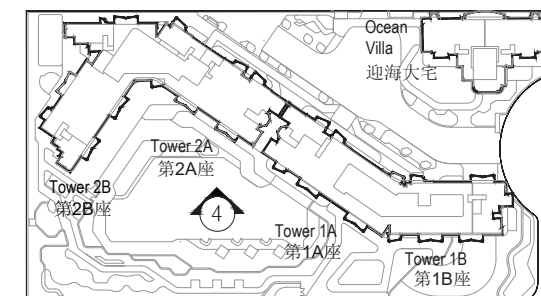 Ocean
Villa
迎海大宅
Tower 2A
第2A座
Tower 2B
第2B座
4
Tower 1A
第1A座
Tower 1B
第1B座